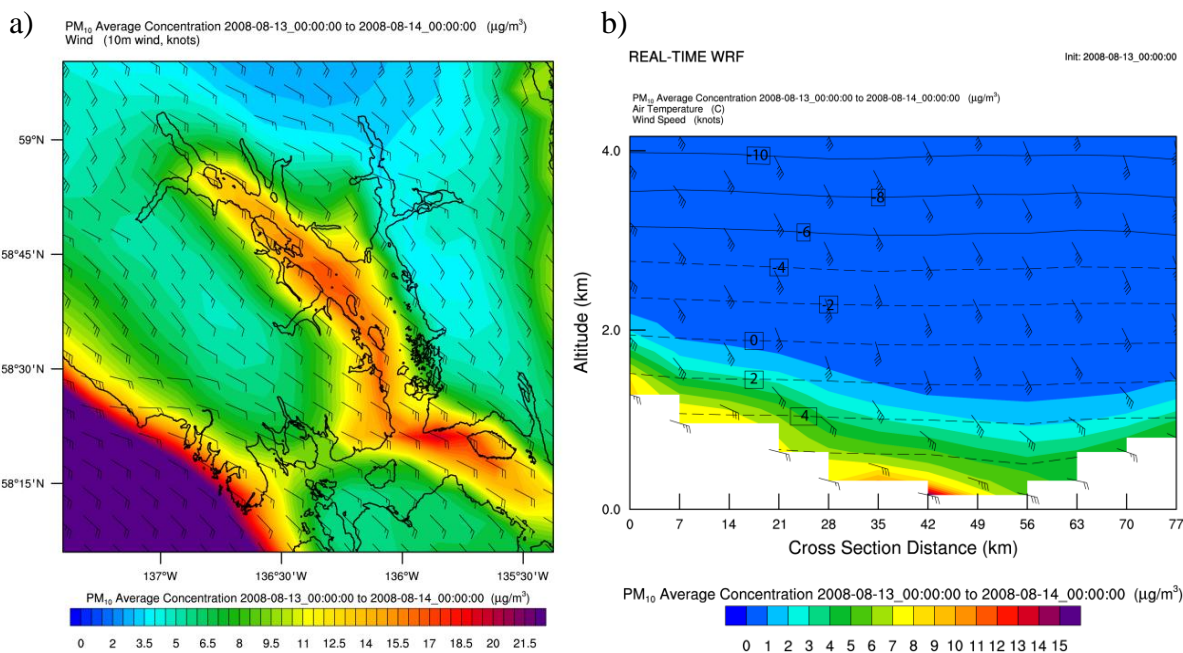 a)
PM₁₀ Average Concentration 2008-08-13_00:00:00 to 2008-08-14_00:00:00 (µg/m³)
Wind (10m wind, knots)
59°N
58°45'N
58°30'N
58°15'N
137°W 136°30'W 136°W 135°30'W
PM₁₀ Average Concentration 2008-08-13_00:00:00 to 2008-08-14_00:00:00 (µg/m³)
0 2 3.5 5 6.5 8 9.5 11 12.5 14 15.5 17 18.5 20 21.5
b)
REAL-TIME WRF Init: 2008-08-13_00:00:00
PM₁₀ Average Concentration 2008-08-13_00:00:00 to 2008-08-14_00:00:00 (µg/m³)
Air Temperature (C)
Wind Speed (knots)
Altitude (km)
4.0
2.0
0.0
-10
-8
-6
-4
-2
0
2
4
0 7 14 21 28 35 42 49 56 63 70 77
Cross Section Distance (km)
PM₁₀ Average Concentration 2008-08-13_00:00:00 to 2008-08-14_00:00:00 (µg/m³)
0 1 2 3 4 5 6 7 8 9 10 11 12 13 14 15